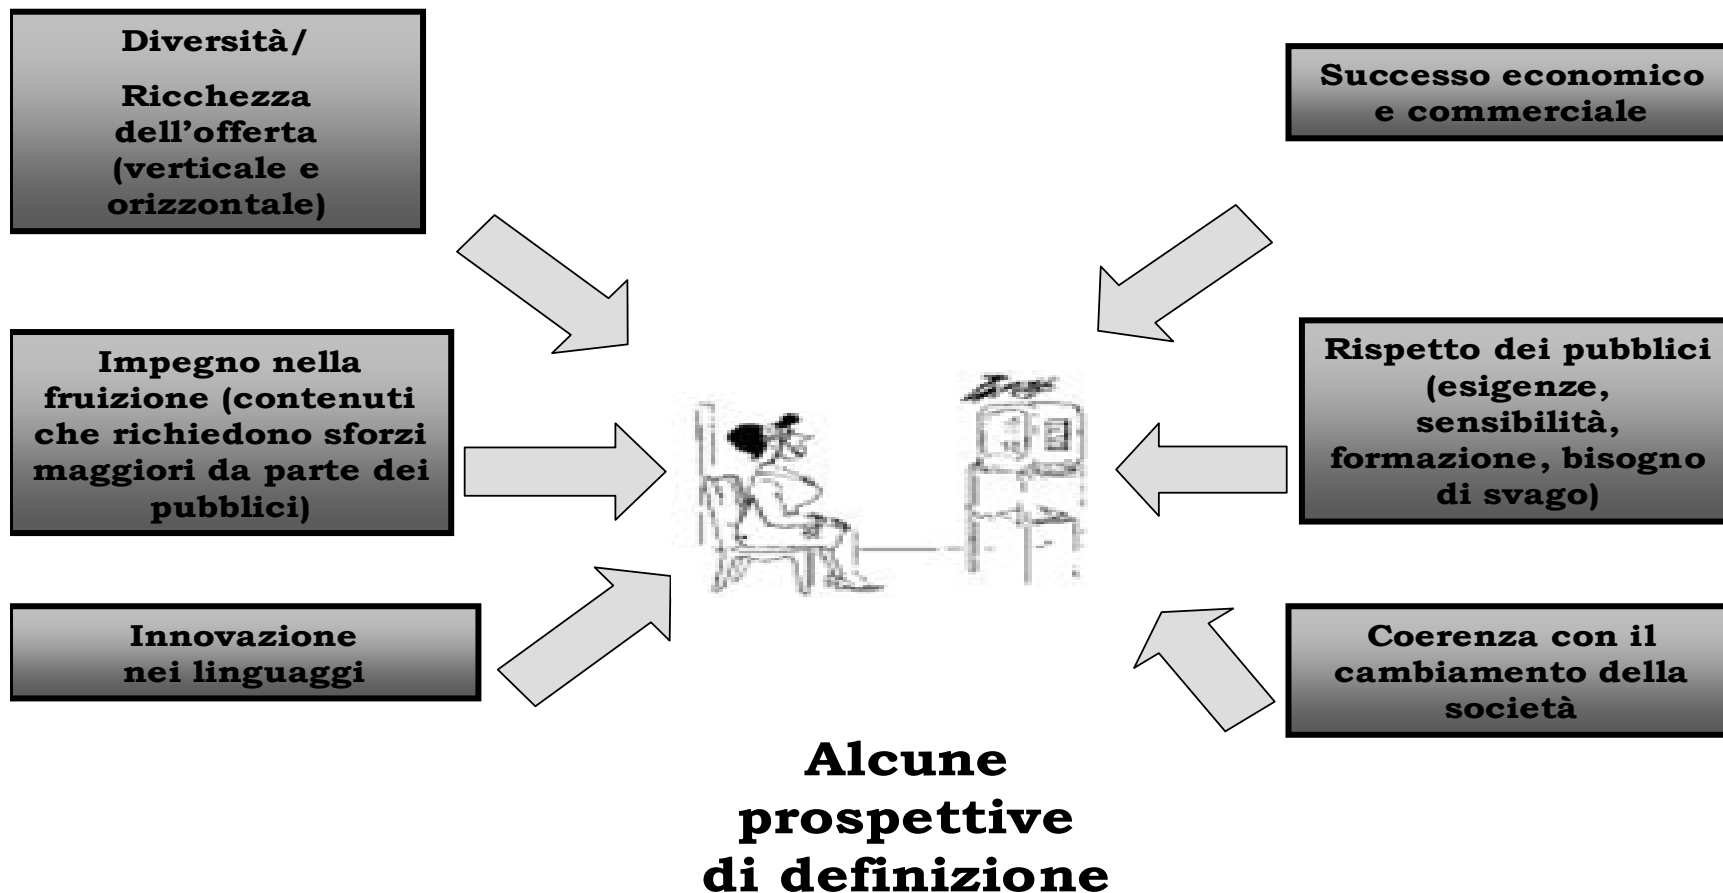 Diversità/
Ricchezza
dell’offerta
(verticale e
orizzontale)
Impegno nella
fruizione (contenuti
che richiedono sforzi
maggiori da parte dei
pubblici)
Innovazione
nei linguaggi
Successo economico
e commerciale
Rispetto dei pubblici
(esigenze,
sensibilità,
formazione, bisogno
di svago)
Coerenza con il
cambiamento della
società
Alcune
prospettive
di definizione